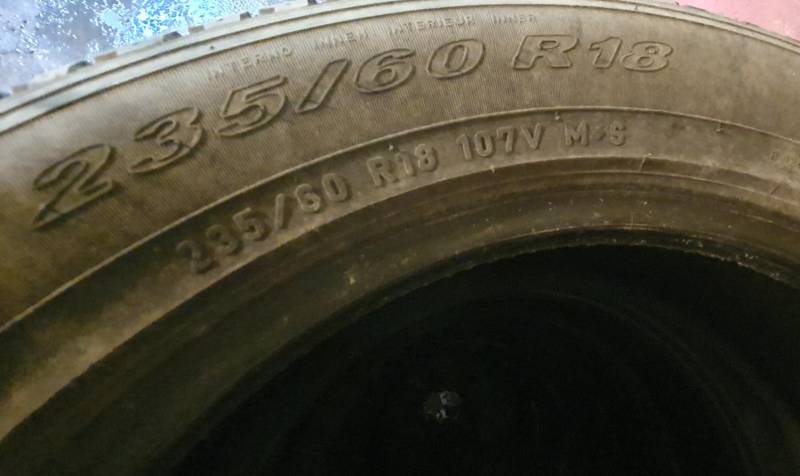 INTERNO INNEN INTERIEUR INNER
235/60 R18
235/60 R18 107V M+S